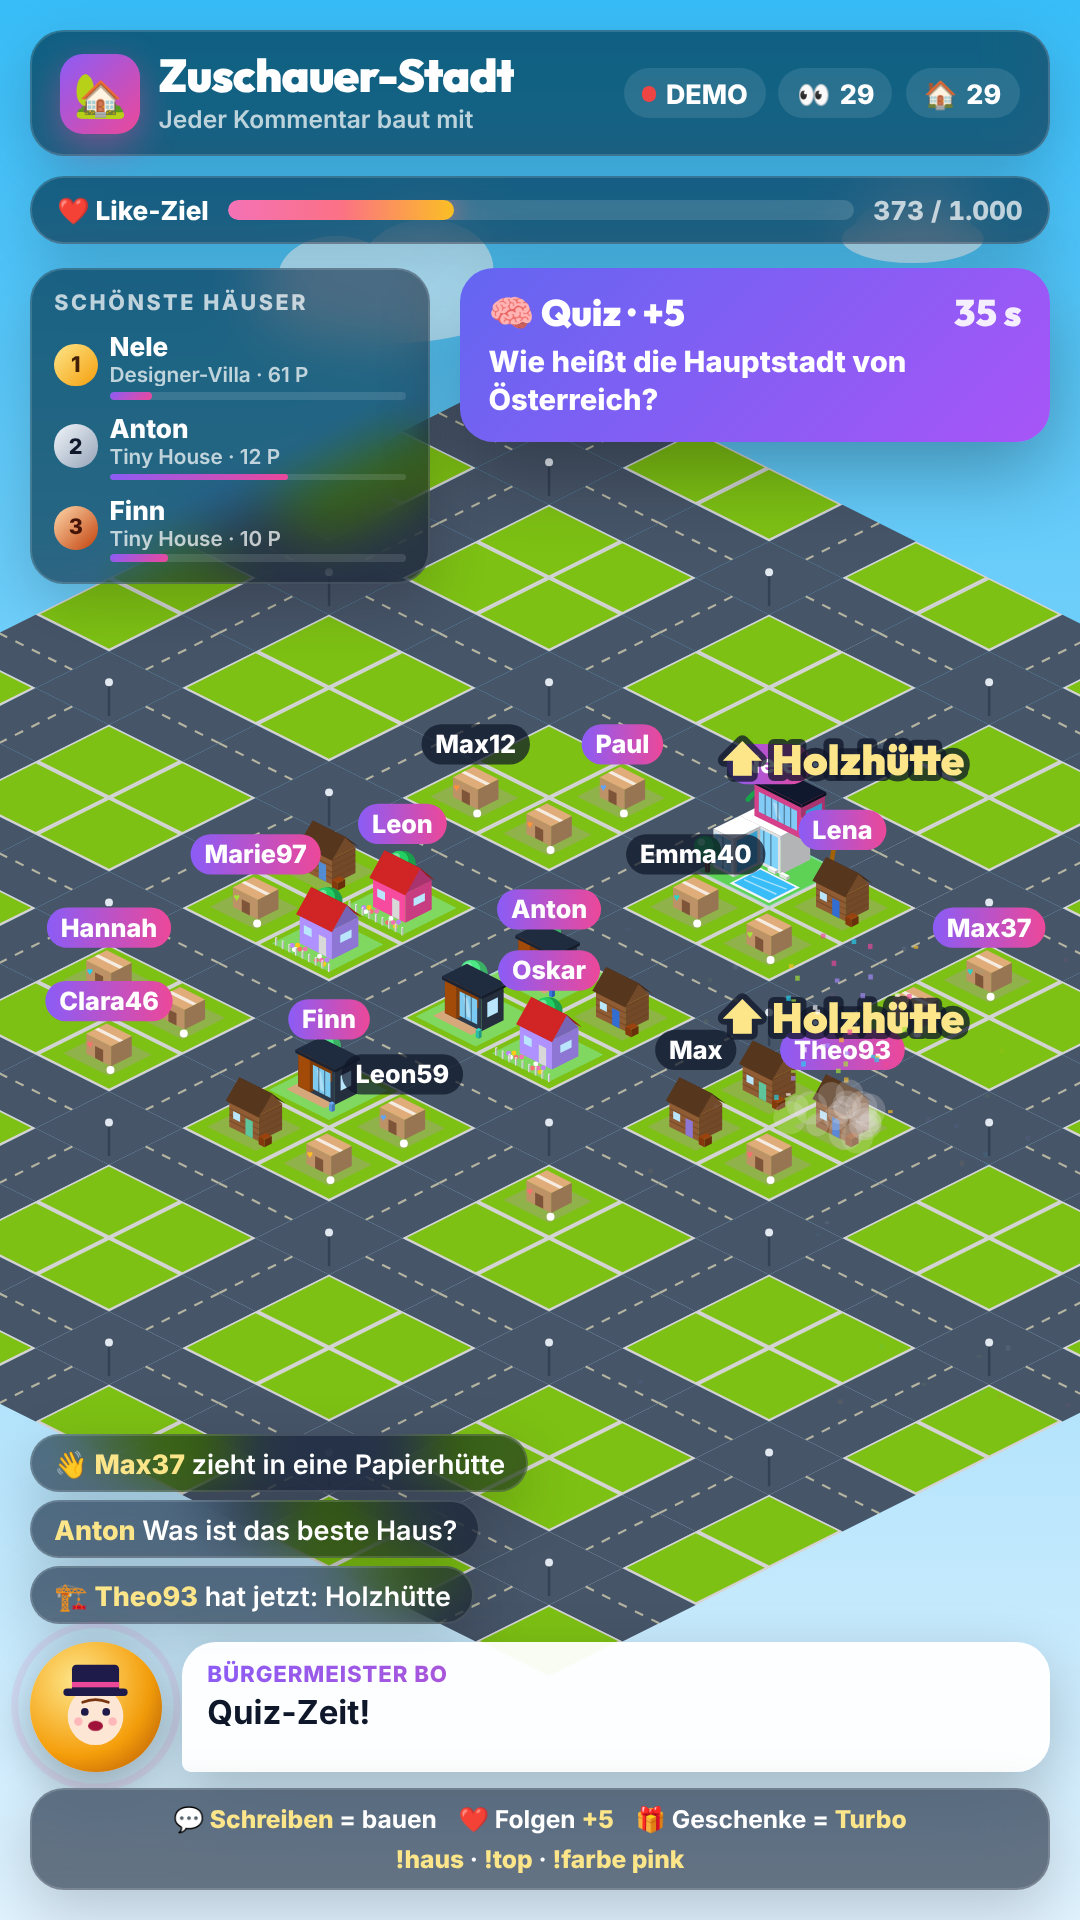 Zuschauer-Stadt
Jeder Kommentar baut mit
DEMO
29
29
Like-Ziel
373 / 1.000
SCHÖNSTE HÄUSER
1
Nele
Designer-Villa · 61 P
2
Anton
Tiny House · 12 P
3
Finn
Tiny House · 10 P
Quiz · +5
35 s
Wie heißt die Hauptstadt von
Österreich?
Max12
Paul
Holzhütte
Leon
Lena
Marie97
Emma40
Anton
Hannah
Max37
Oskar
Clara46
Finn
Holzhütte
Max
Theo93
Leon59
Max37 zieht in eine Papierhütte
Anton Was ist das beste Haus?
Theo93 hat jetzt: Holzhütte
BÜRGERMEISTER BO
Quiz-Zeit!
Schreiben = bauen Folgen +5 Geschenke = Turbo
!haus · !top · !farbe pink